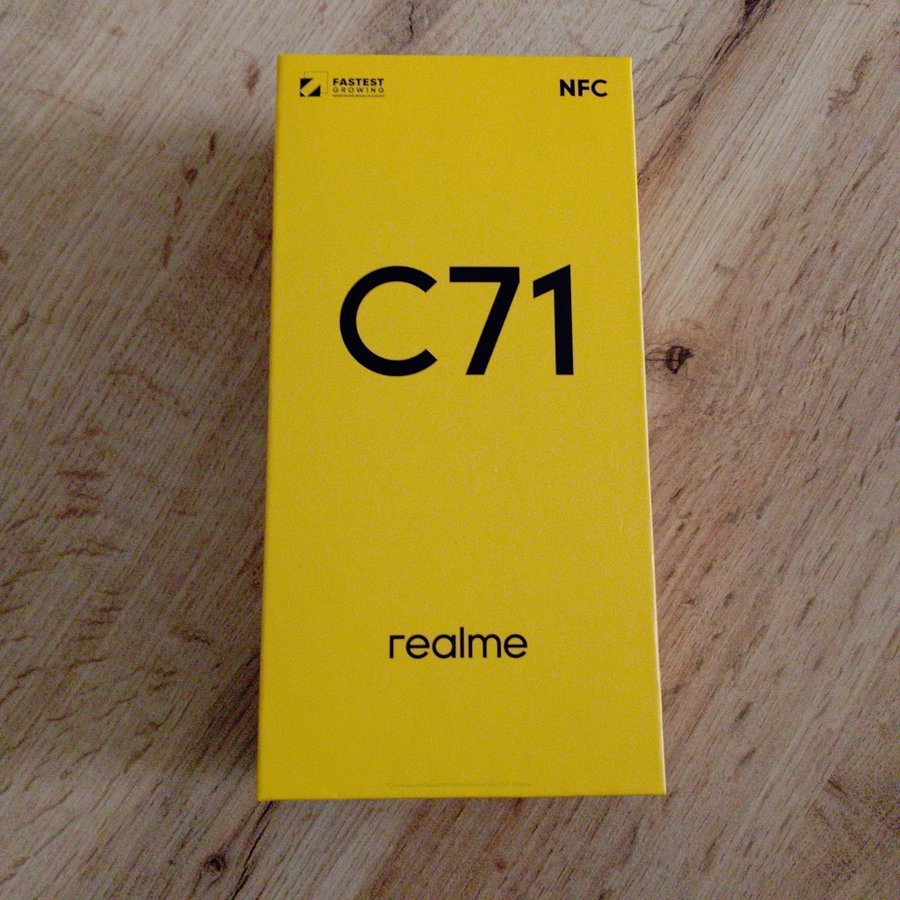 FASTEST
GROWING
NFC
C71
realme